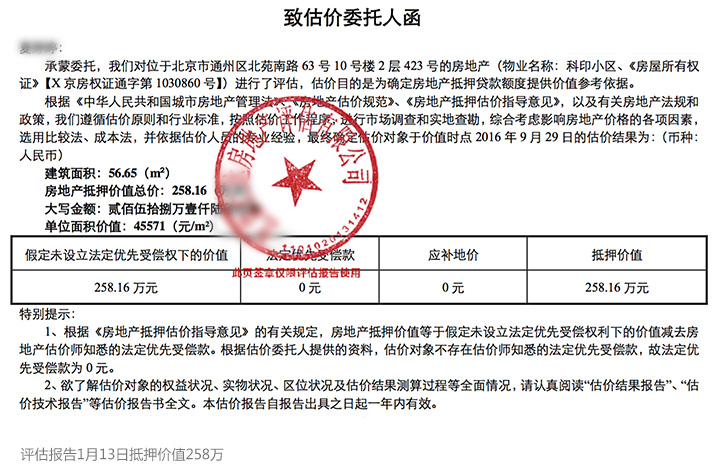 致估价委托人函
承蒙委托，我们对位于北京市通州区北苑南路 63 号 10 号楼 2 层 423 号的房地产（物业名称：科印小区、《房屋所有权
证》【X 京房权证通字第 1030860 号】）进行了评估，估价目的是为确定房地产抵押贷款额度提供价值参考依据。
根据《中华人民共和国城市房地产管理法》、《房地产估价规范》、《房地产抵押估价指导意见》，以及有关房地产法规和
政策，我们遵循估价原则和行业标准，按照估价工作程序，进行市场调查和实地查勘，综合考虑影响房地产价格的各项因素，
选用比较法、成本法，并依据估价人员的专业经验，最终确定估价对象于价值时点 2016 年 9 月 29 日的估价结果为：（币种：
人民币）
建筑面积：56.65（m²）
房地产抵押价值总价：258.16
大写金额：贰佰伍拾捌万壹仟陆
单位面积价值：45571（元/m²）
房地产评估有限公司
1101020131412
此页签章仅限评估报告使用
假定未设立法定优先受偿权下的价值 法定优先受偿款 应补地价 抵押价值
258.16 万元 0 元 0 元 258.16 万元
特别提示：
1、根据《房地产抵押估价指导意见》的有关规定，房地产抵押价值等于假定未设立法定优先受偿权利下的价值减去房
地产估价师知悉的法定优先受偿款。根据估价委托人提供的资料，估价对象不存在估价师知悉的法定优先受偿款，故法定
优先受偿款为 0 元。
2、欲了解估价对象的权益状况、实物状况、区位状况及估价结果测算过程等全面情况，请认真阅读“估价结果报告”、“估
价技术报告”等估价报告书全文。本估价报告自报告出具之日起一年内有效。
评估报告1月13日抵押价值258万